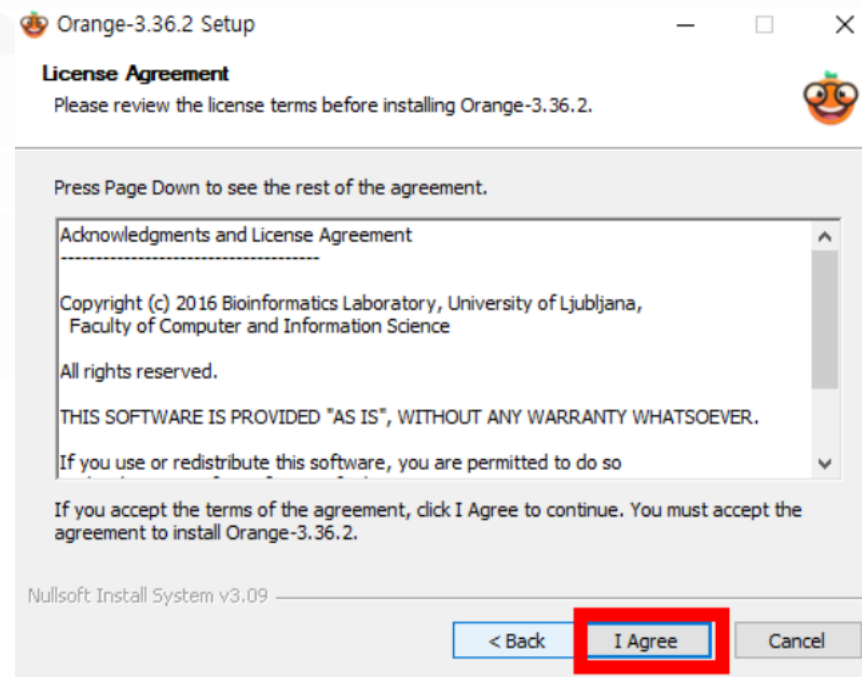 Orange-3.36.2 Setup
License Agreement
Please review the license terms before installing Orange-3.36.2.
Press Page Down to see the rest of the agreement.
Acknowledgments and License Agreement
-------------------------------------
Copyright (c) 2016 Bioinformatics Laboratory, University of Ljubljana,
Faculty of Computer and Information Science
All rights reserved.
THIS SOFTWARE IS PROVIDED "AS IS", WITHOUT ANY WARRANTY WHATSOEVER.
If you use or redistribute this software, you are permitted to do so
If you accept the terms of the agreement, click I Agree to continue. You must accept the
agreement to install Orange-3.36.2.
Nullsoft Install System v3.09
< Back
I Agree
Cancel